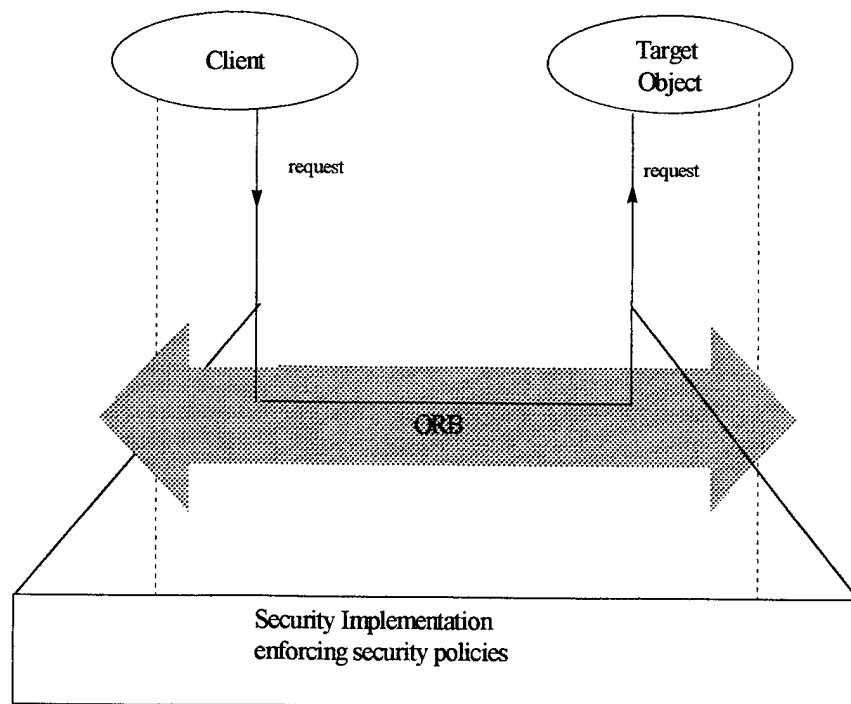 Client
Target
Object
request
request
ORB
Security Implementation
enforcing security policies